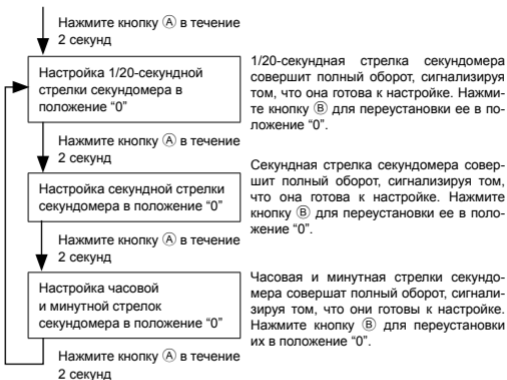 Нажмите кнопку Ⓐ в течение
2 секунд
Настройка 1/20-секундной
стрелки секундомера в
положение “0”
1/20-секундная стрелка секундомера
совершит полный оборот, сигнализируя
том, что она готова к настройке. Нажми-
те кнопку Ⓑ для переустановки ее в по-
ложение “0”.
Нажмите кнопку Ⓐ в течение
2 секунд
Настройка секундной стрелки
секундомера в положение “0”
Секундная стрелка секундомера совер-
шит полный оборот, сигнализируя том,
что она готова к настройке. Нажмите
кнопку Ⓑ для переустановки ее в поло-
жение “0”.
Нажмите кнопку Ⓐ в течение
2 секунд
Настройка часовой
и минутной стрелок
секундомера в положение “0”
Часовая и минутная стрелки секундо-
мера совершат полный оборот, сигнали-
зируя том, что они готовы к настройке.
Нажмите кнопку Ⓑ для переустановки
их в положение “0”.
Нажмите кнопку Ⓐ в течение
2 секунд